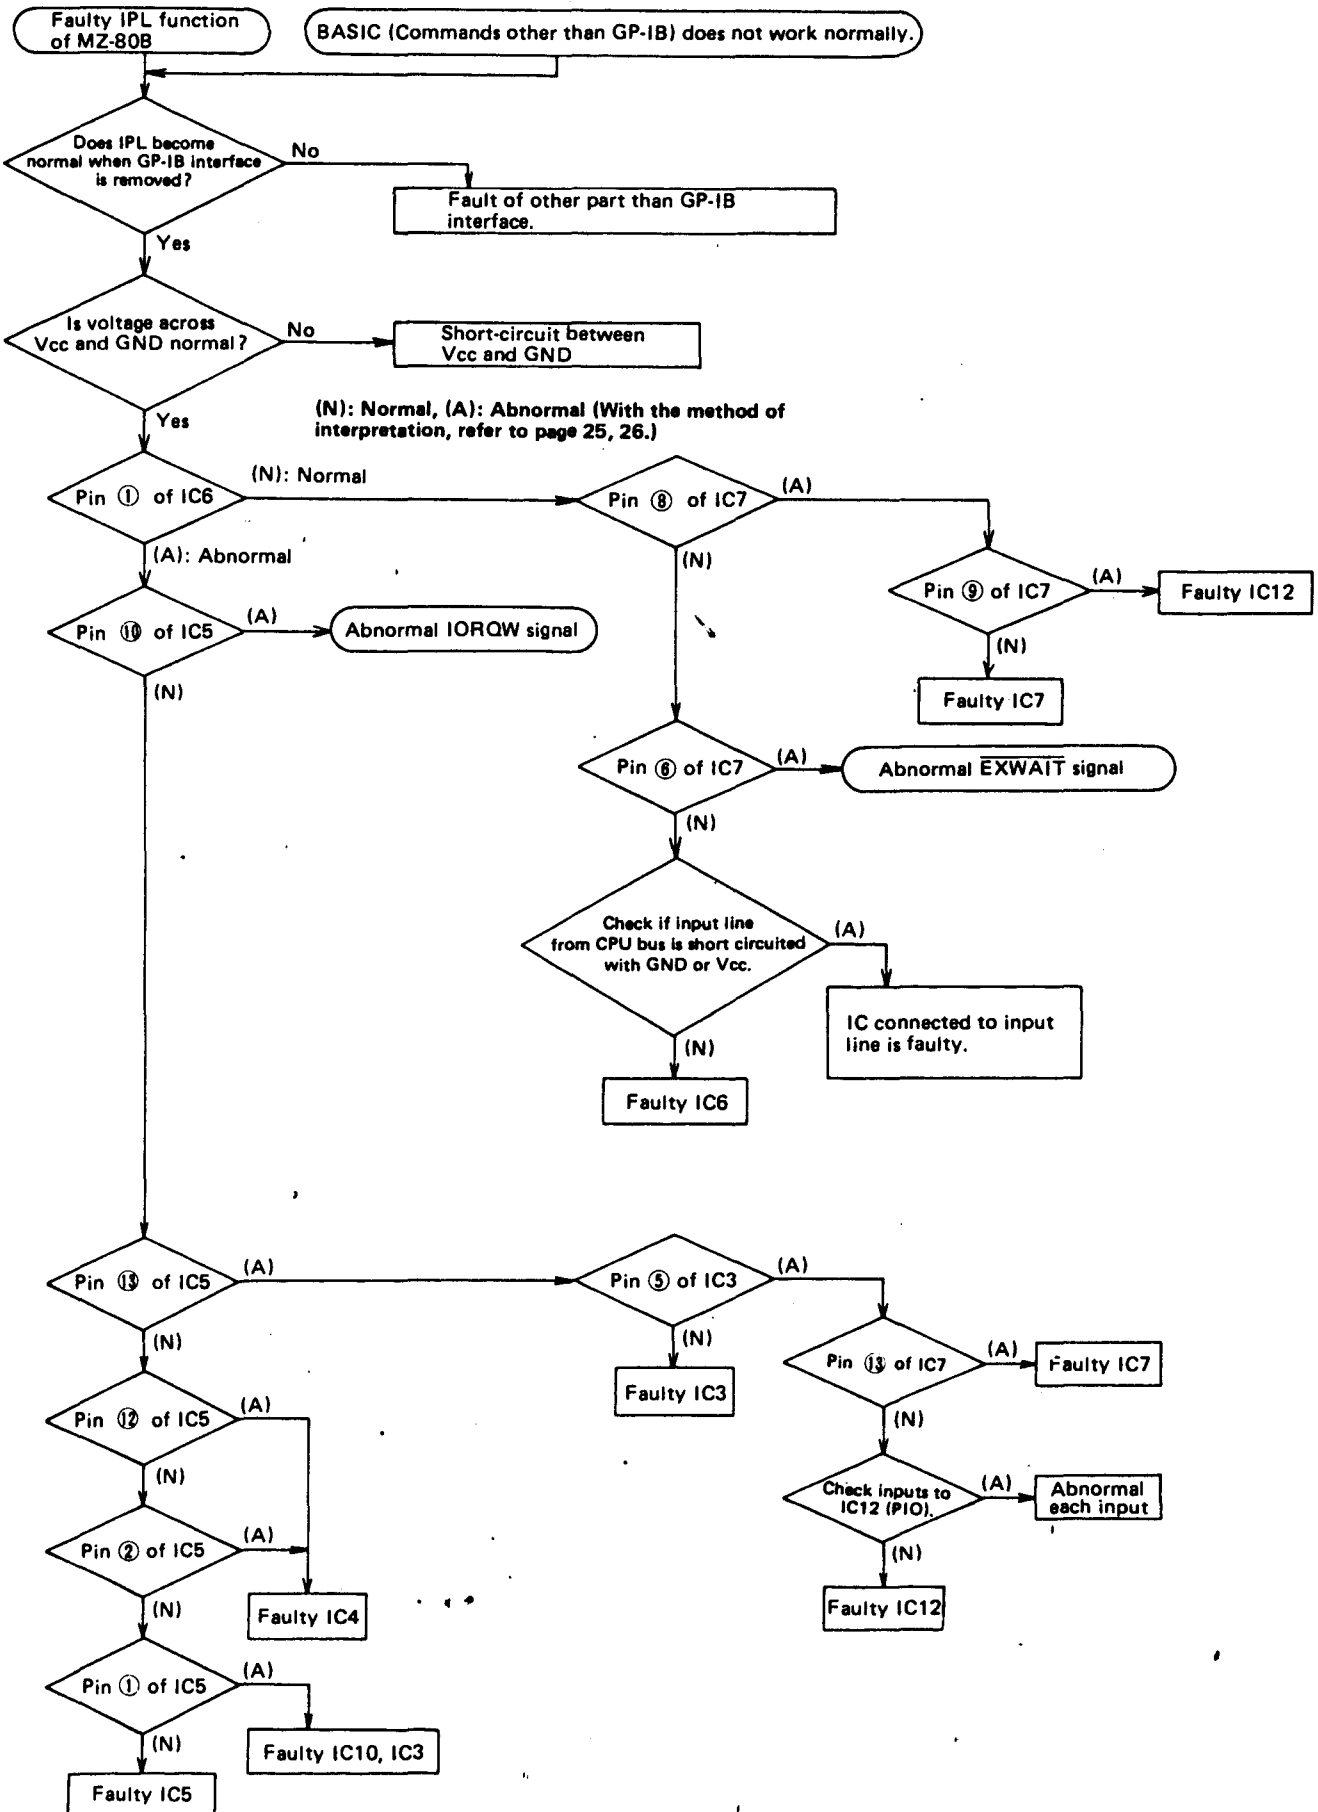 Faulty IPL function
of MZ-80B
BASIC (Commands other than GP-IB) does not work normally.
Does IPL become
normal when GP-IB interface
is removed?
No
Fault of other part than GP-IB
interface.
Yes
Is voltage across
Vcc and GND normal?
No
Short-circuit between
Vcc and GND
Yes
(N): Normal, (A): Abnormal (With the method of
interpretation, refer to page 25, 26.)
Pin ① of IC6
(N): Normal
Pin ⑧ of IC7
(A)
(A): Abnormal
(N)
Pin ⑨ of IC7
(A)
Faulty IC12
Pin ⑩ of IC5
(A)
Abnormal IORQW signal
(N)
(N)
Faulty IC7
Pin ⑥ of IC7
(A)
Abnormal E̅X̅W̅A̅I̅T̅ signal
(N)
Check if input line
from CPU bus is short circuited
with GND or Vcc.
(A)
IC connected to input
line is faulty.
(N)
Faulty IC6
Pin ⑬ of IC5
(A)
Pin ⑤ of IC3
(A)
(N)
(N)
Pin ⑬ of IC7
(A)
Faulty IC7
Faulty IC3
Pin ⑫ of IC5
(A)
(N)
(N)
Check inputs to
IC12 (PIO).
(A)
Abnormal
each input
Pin ② of IC5
(A)
(N)
(N)
Faulty IC4
Faulty IC12
Pin ① of IC5
(A)
(N)
Faulty IC10, IC3
Faulty IC5